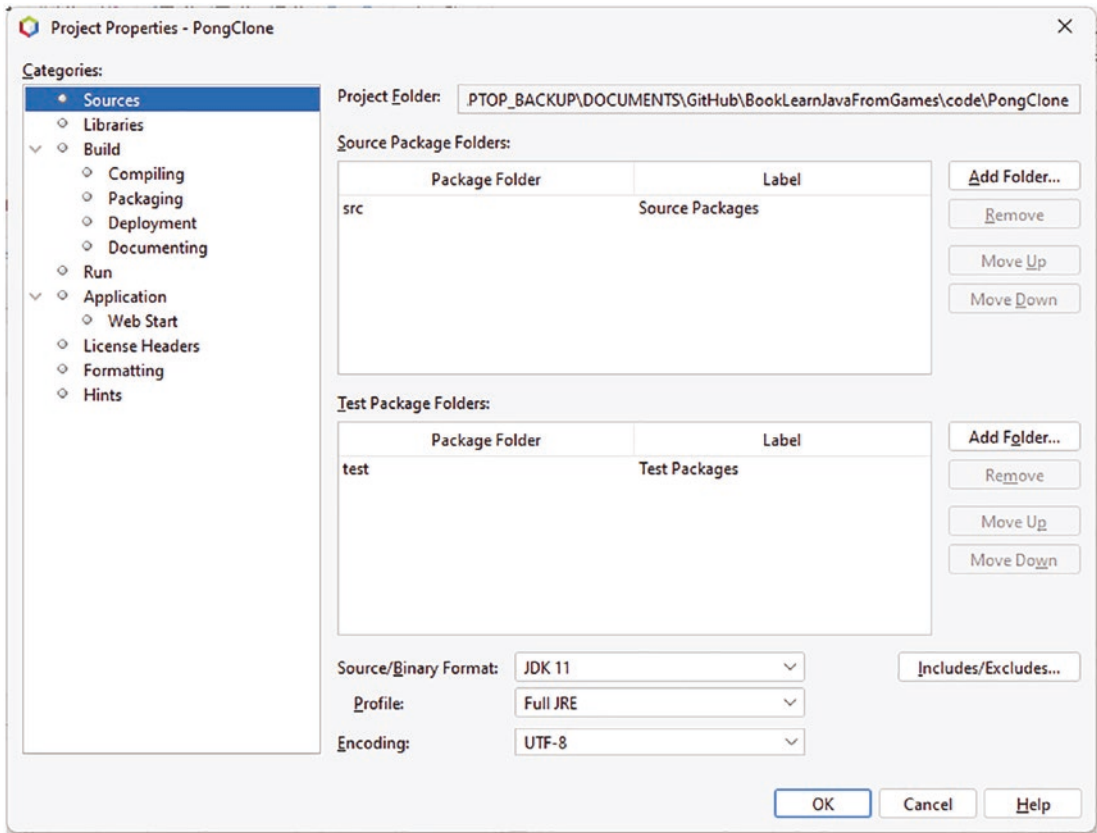 Project Properties - PongClone
Categories:
Sources
Libraries
Build
Compiling
Packaging
Deployment
Documenting
Run
Application
Web Start
License Headers
Formatting
Hints
Project Folder: .PTOP_BACKUP\DOCUMENTS\GitHub\BookLearnJavaFromGames\code\PongClone
Source Package Folders:
Package Folder Label
src Source Packages
Add Folder...
Remove
Move Up
Move Down
Test Package Folders:
Package Folder Label
test Test Packages
Add Folder...
Remove
Move Up
Move Down
Source/Binary Format: JDK 11
Includes/Excludes...
Profile: Full JRE
Encoding: UTF-8
OK Cancel Help